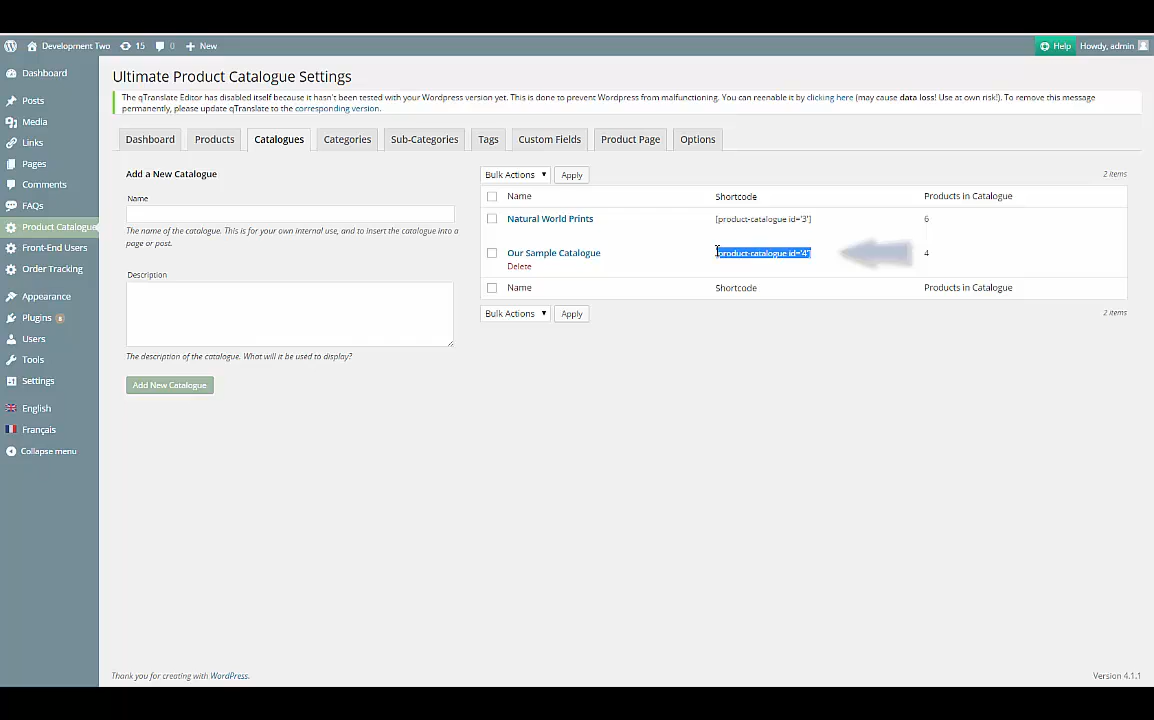 Development Two 15 0 New Help Howdy, admin
Dashboard
Posts
Media
Links
Pages
Comments
FAQs
Product Catalogue
Front-End Users
Order Tracking
Appearance
Plugins 8
Users
Tools
Settings
English
Français
Collapse menu
Ultimate Product Catalogue Settings
The qTranslate Editor has disabled itself because it hasn't been tested with your Wordpress version yet. This is done to prevent Wordpress from malfunctioning. You can reenable it by clicking here (may cause data loss! Use at own risk!). To remove this message
permanently, please update qTranslate to the corresponding version.
Dashboard Products Catalogues Categories Sub-Categories Tags Custom Fields Product Page Options
Add a New Catalogue
Name
The name of the catalogue. This is for your own internal use, and to insert the catalogue into a
page or post.
Description
The description of the catalogue. What will it be used to display?
Add New Catalogue
Bulk Actions Apply 2 items
Name Shortcode Products in Catalogue
Natural World Prints [product-catalogue id='3'] 6
Our Sample Catalogue [product-catalogue id='4'] 4
Delete
Name Shortcode Products in Catalogue
Bulk Actions Apply 2 items
Thank you for creating with WordPress. Version 4.1.1